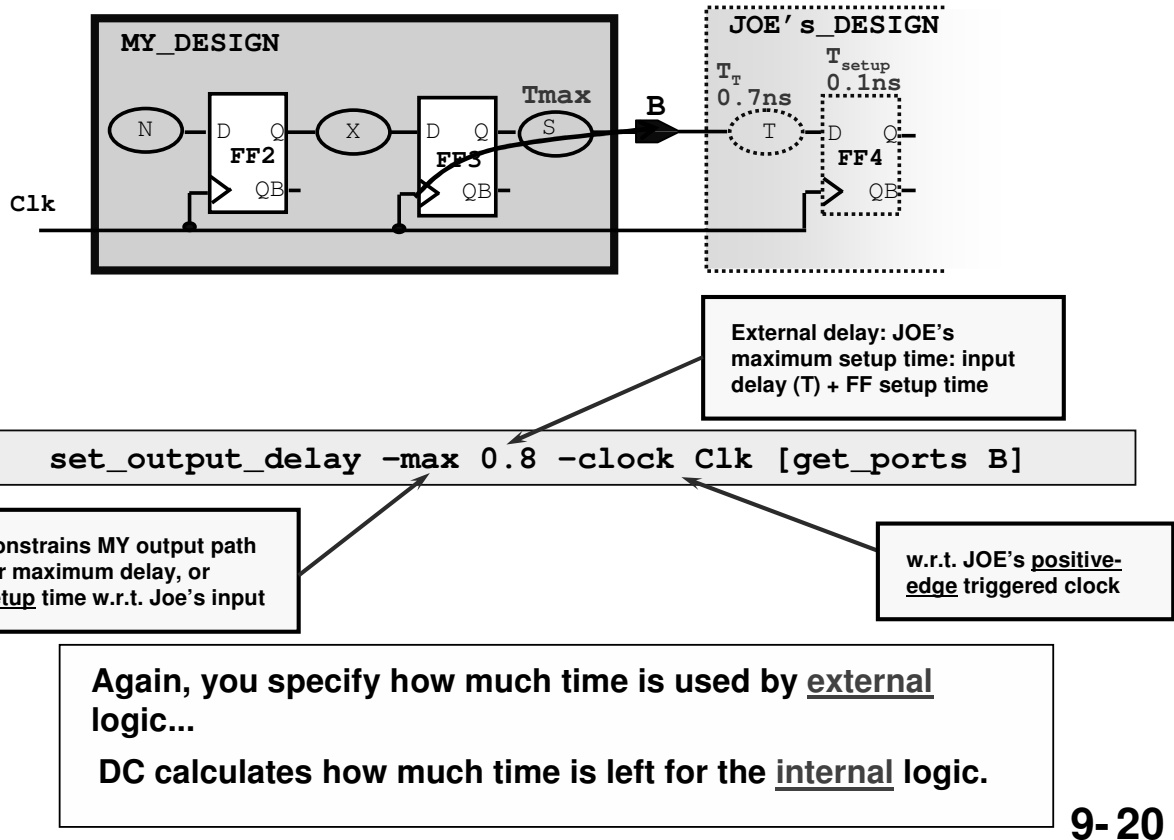 MY_DESIGN
JOE's_DESIGN
T_T
0.7ns
T_setup
0.1ns
Tmax
B
N
D
Q
FF2
QB
X
D
Q
FF3
QB
S
T
D
Q
FF4
QB
Clk
External delay: JOE's
maximum setup time: input
delay (T) + FF setup time
set_output_delay –max 0.8 –clock Clk [get_ports B]
onstrains MY output path
r maximum delay, or
etup time w.r.t. Joe's input
w.r.t. JOE's positive-
edge triggered clock
Again, you specify how much time is used by external
logic...
DC calculates how much time is left for the internal logic.
9-20